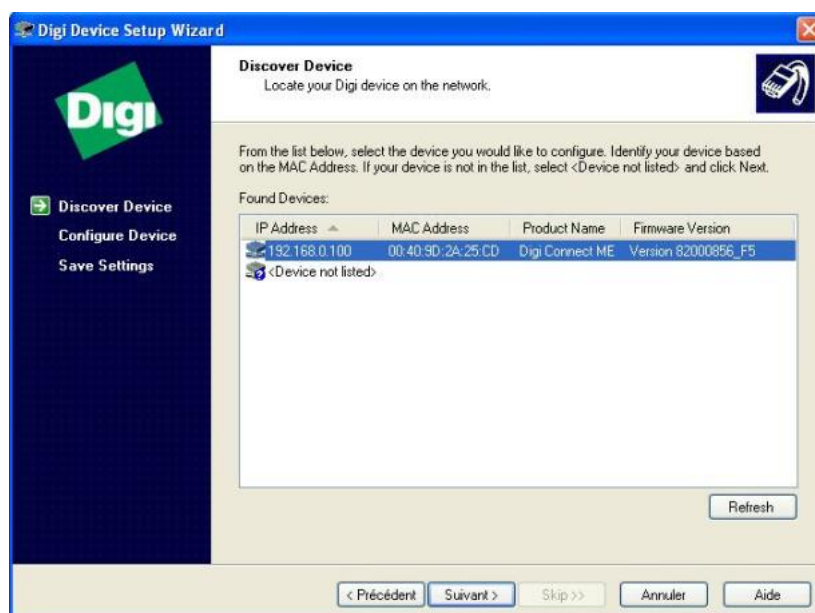 Digi Device Setup Wizard
Digi
Discover Device
Configure Device
Save Settings
Discover Device
Locate your Digi device on the network.
From the list below, select the device you would like to configure. Identify your device based
on the MAC Address. If your device is not in the list, select <Device not listed> and click Next.
Found Devices:
IP Address MAC Address Product Name Firmware Version
192.168.0.100 00:40:9D:2A:25:CD Digi Connect ME Version 82000856_F5
<Device not listed>
Refresh
< Précédent Suivant > Skip >> Annuler Aide